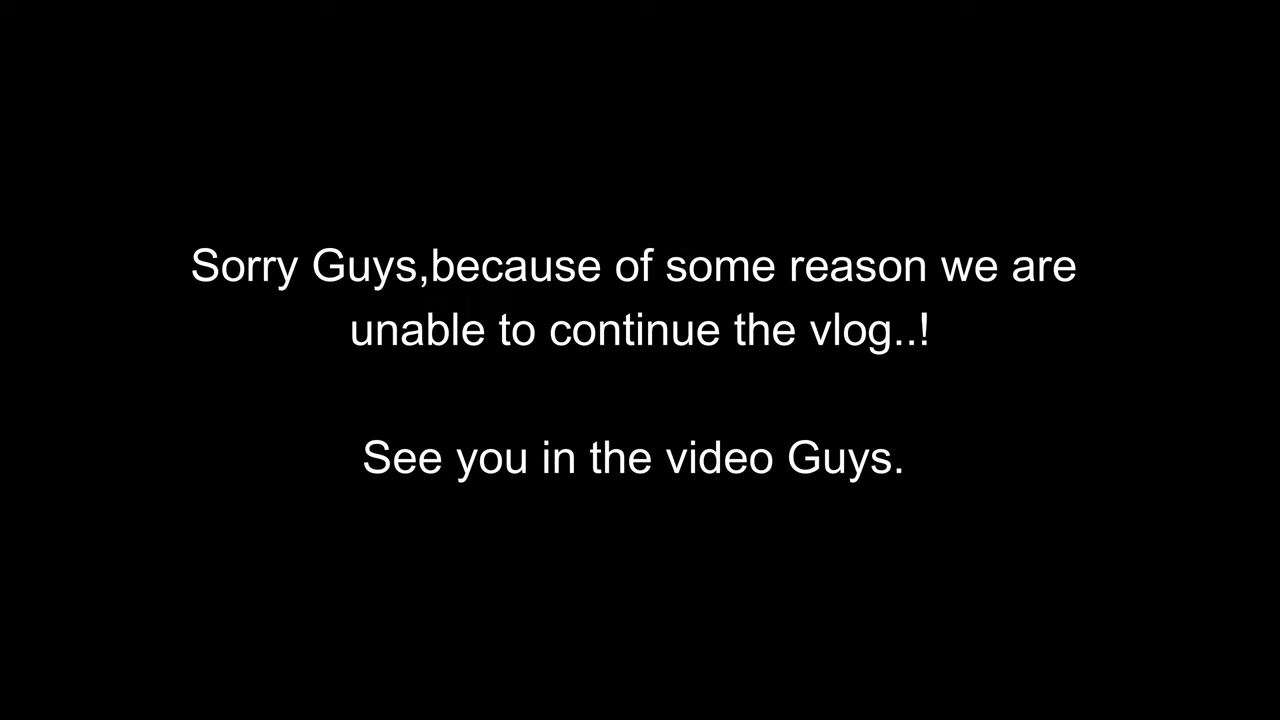 Sorry Guys,because of some reason we are
unable to continue the vlog..!
See you in the video Guys.